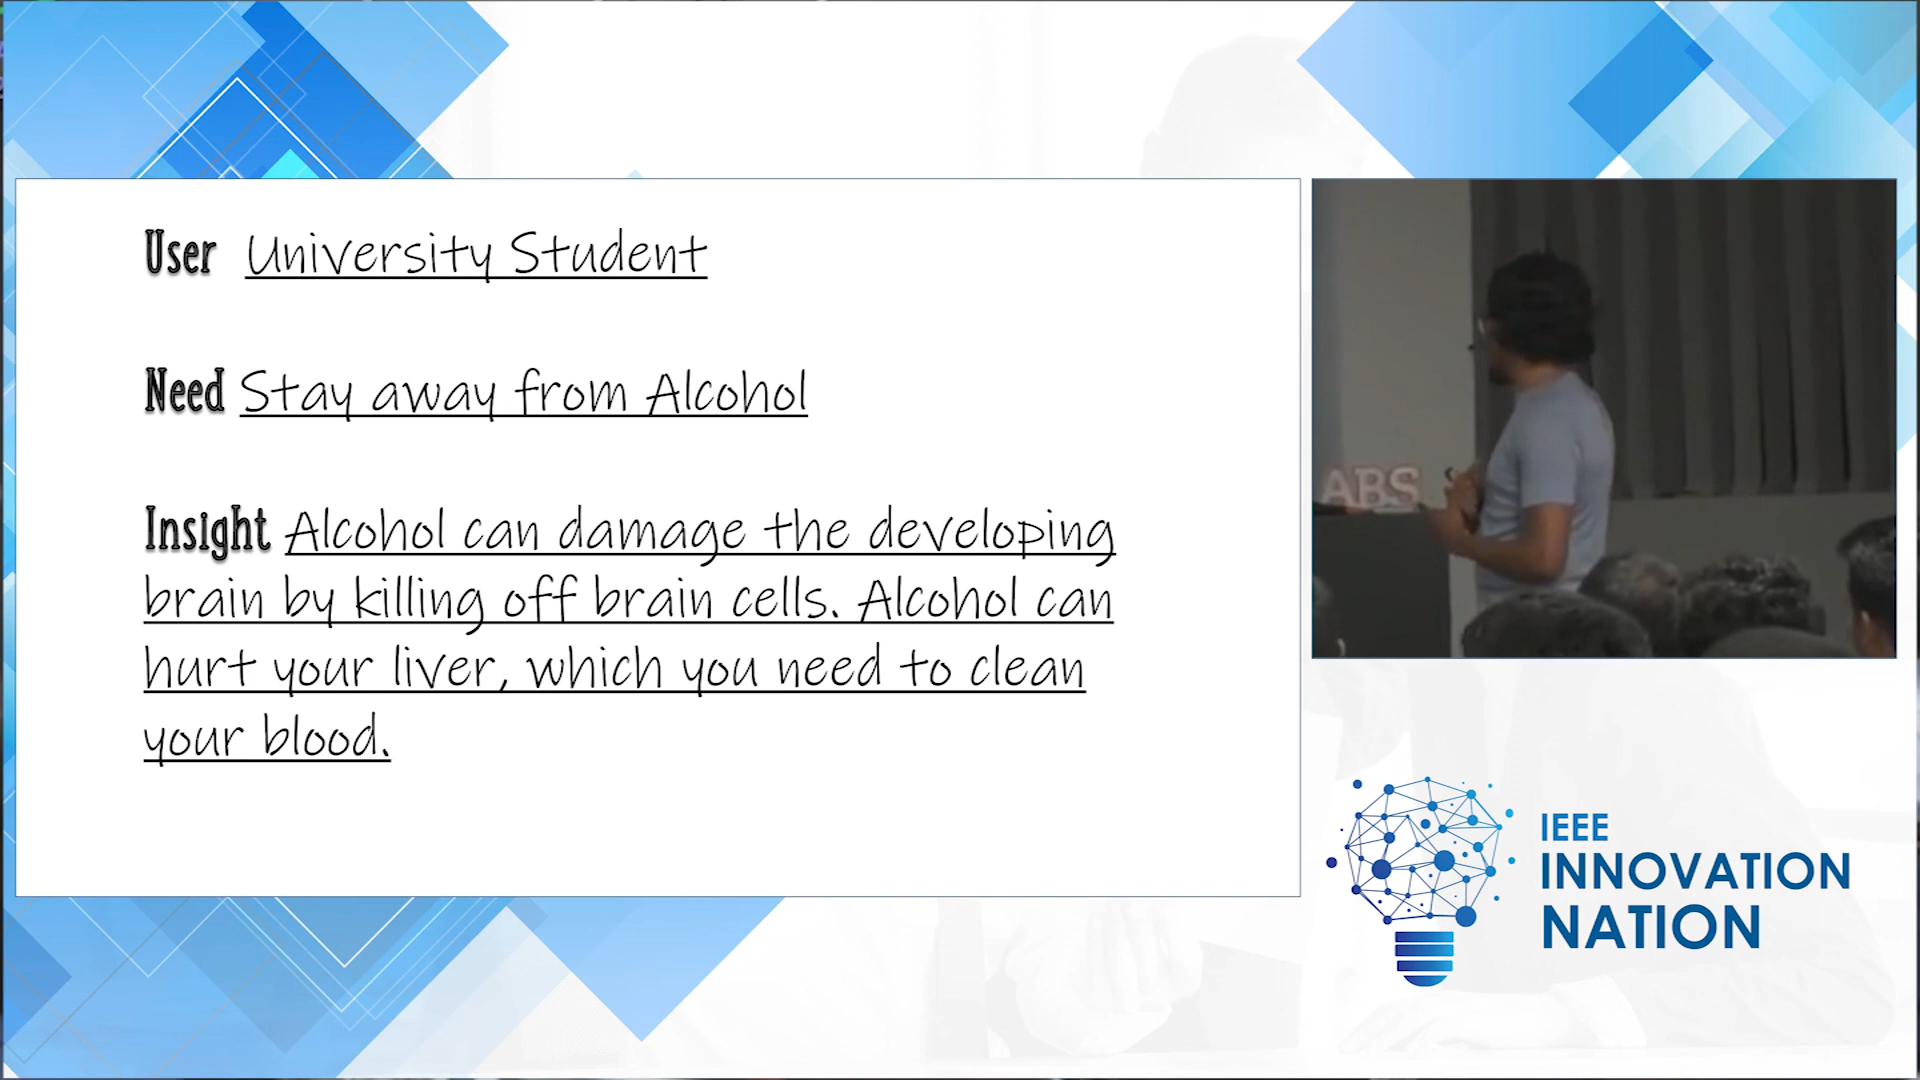 User University Student
Need Stay away from Alcohol
Insight Alcohol can damage the developing
brain by killing off brain cells. Alcohol can
hurt your liver, which you need to clean
your blood.
ABS
IEEE
INNOVATION
NATION